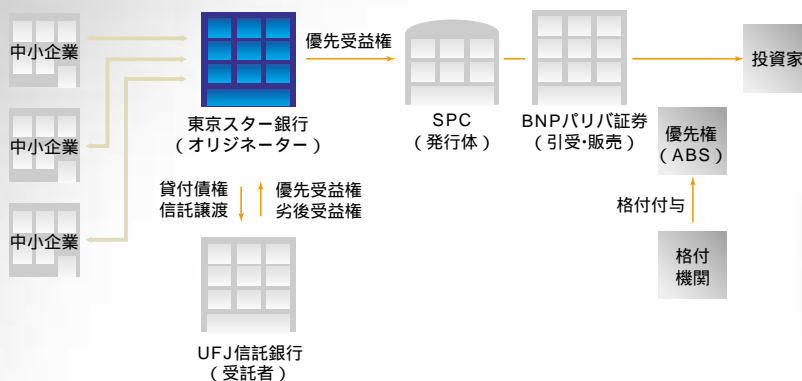 中小企業
中小企業
中小企業
東京スター銀行
（オリジネーター）
優先受益権
貸付債権
信託譲渡
優先受益権
劣後受益権
UFJ信託銀行
（受託者）
SPC
（発行体）
BNPパリバ証券
（引受・販売）
投資家
優先権
（ABS）
格付付与
格付
機関